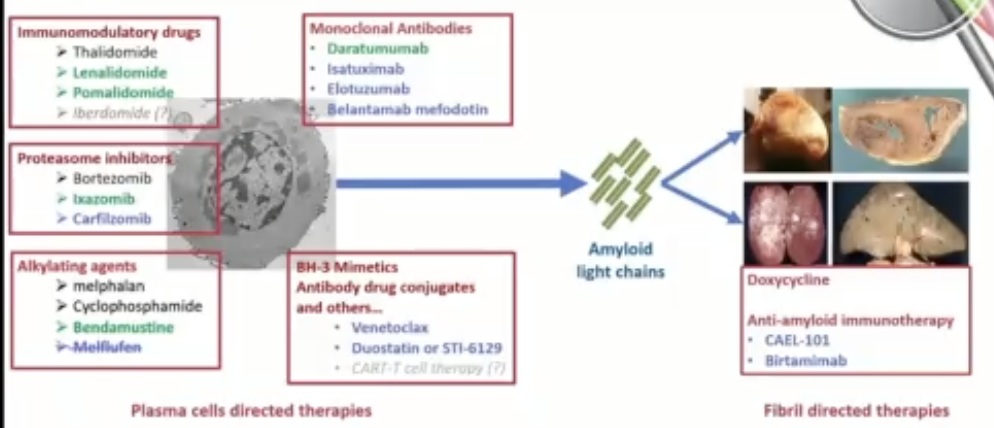 Immunomodulatory drugs
➢ Thalidomide
➢ Lenalidomide
➢ Pomalidomide
➢ Iberdomide (?)
Proteasome inhibitors
➢ Bortezomib
➢ Ixazomib
➢ Carfilzomib
Alkylating agents
➢ melphalan
➢ Cyclophosphamide
➢ Bendamustine
➢ Melflufen
Monoclonal Antibodies
• Daratumumab
• Isatuximab
• Elotuzumab
• Belantamab mefodotin
BH-3 Mimetics
Antibody drug conjugates
and others...
• Venetoclax
• Duostatin or STI-6129
• CART-T cell therapy (?)
Plasma cells directed therapies
Amyloid
light chains
Doxycycline
Anti-amyloid immunotherapy
• CAEL-101
• Birtamimab
Fibril directed therapies